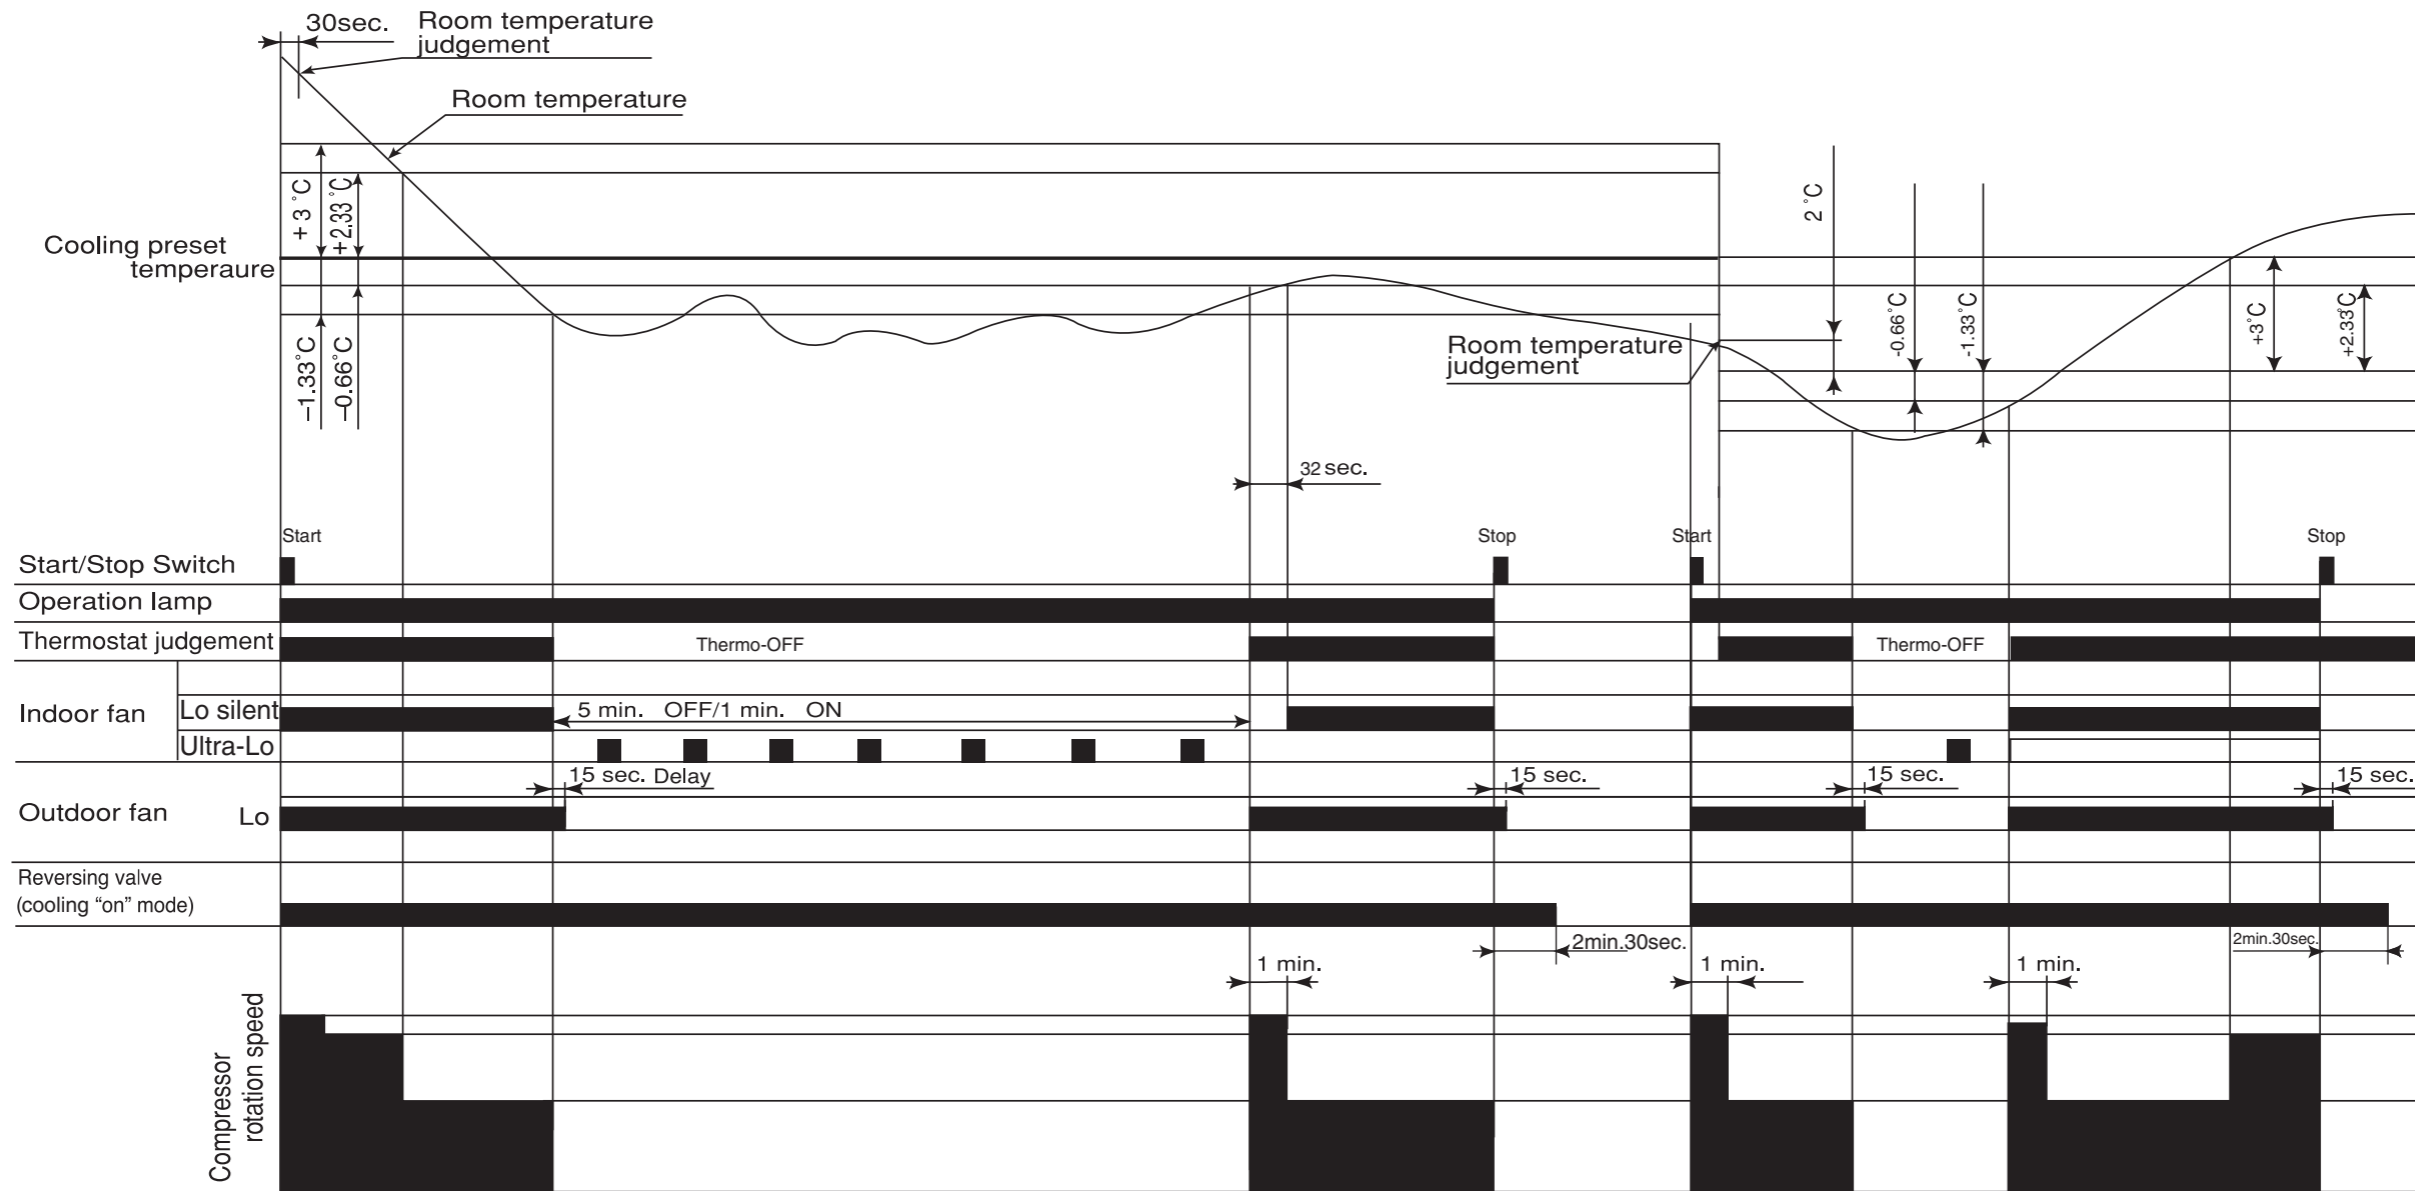 30sec.
Room temperature
judgement
Room temperature
+ 3 ˚C
+2.33 ˚C
2 ˚C
Cooling preset
temperaure
–1.33˚C
–0.66˚C
-0.66˚C
-1.33˚C
+3˚C
+2.33˚C
Room temperature
judgement
32 sec.
Start
Stop
Start
Stop
Start/Stop Switch
Operation lamp
Thermostat judgement
Thermo-OFF
Thermo-OFF
Indoor fan
Lo silent
5 min. OFF/1 min. ON
Ultra-Lo
15 sec. Delay
15 sec.
15 sec.
15 sec.
Outdoor fan
Lo
Reversing valve
(cooling “on” mode)
2min.30sec.
2min.30sec.
1 min.
1 min.
1 min.
Compressor
rotation speed